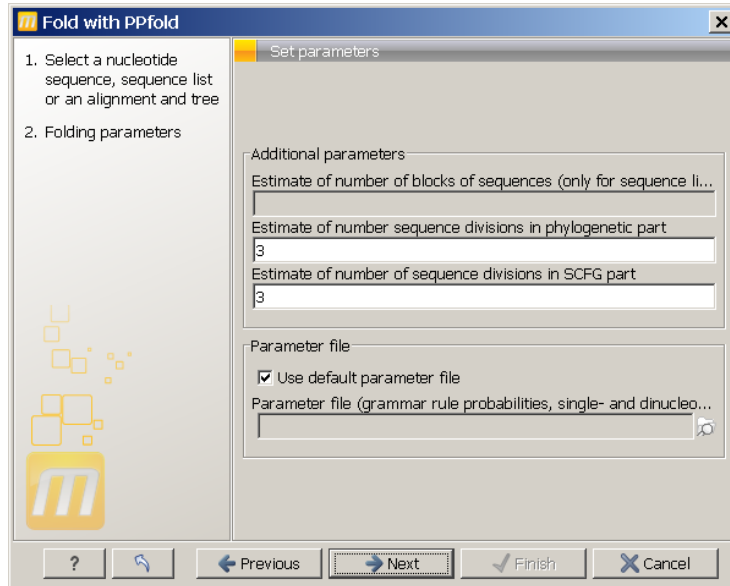 Fold with PPfold
1. Select a nucleotide
sequence, sequence list
or an alignment and tree
2. Folding parameters
Set parameters
Additional parameters
Estimate of number of blocks of sequences (only for sequence li...
Estimate of number sequence divisions in phylogenetic part
3
Estimate of number of sequence divisions in SCFG part
3
Parameter file
Use default parameter file
Parameter file (grammar rule probabilities, single- and dinucleo...
m
? Previous Next Finish Cancel